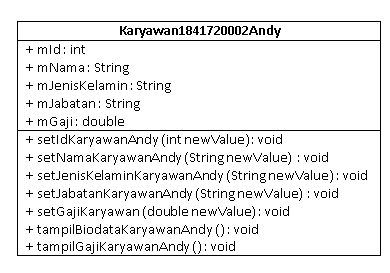 Karyawan1841720002Andy
+ mId: int
+ mNama: String
+ mJenisKelamin: String
+ mJabatan: String
+ mGaji: double
+ setIdKaryawanAndy(int newValue): void
+ setNamaKaryawanAndy(String newValue) : void
+ setJenisKelaminKaryawanAndy(String newValue): void
+ setJabatanKaryawanAndy(String newValue) : void
+ setGajiKaryawan(double newValue): void
+ tampilBiodataKaryawanAndy(): void
+ tampilGajiKaryawanAndy(): void